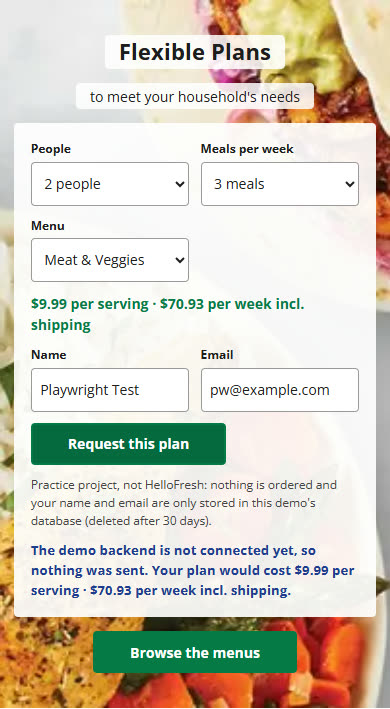 Flexible Plans
to meet your household's needs
People
Meals per week
2 people
3 meals
Menu
Meat & Veggies
$9.99 per serving · $70.93 per week incl.
shipping
Name
Email
Playwright Test
pw@example.com
Request this plan
Practice project, not HelloFresh: nothing is ordered and
your name and email are only stored in this demo's
database (deleted after 30 days).
The demo backend is not connected yet, so
nothing was sent. Your plan would cost $9.99 per
serving · $70.93 per week incl. shipping.
Browse the menus